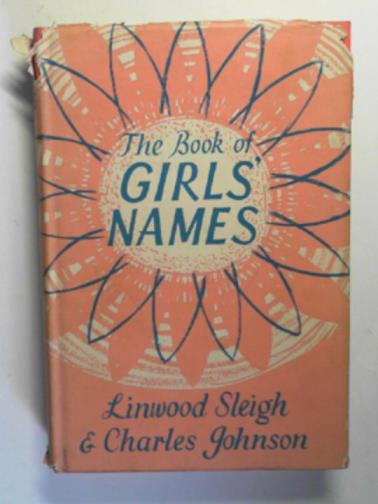 The Book of
GIRLS'
NAMES
Linwood Sleigh
& Charles Johnson